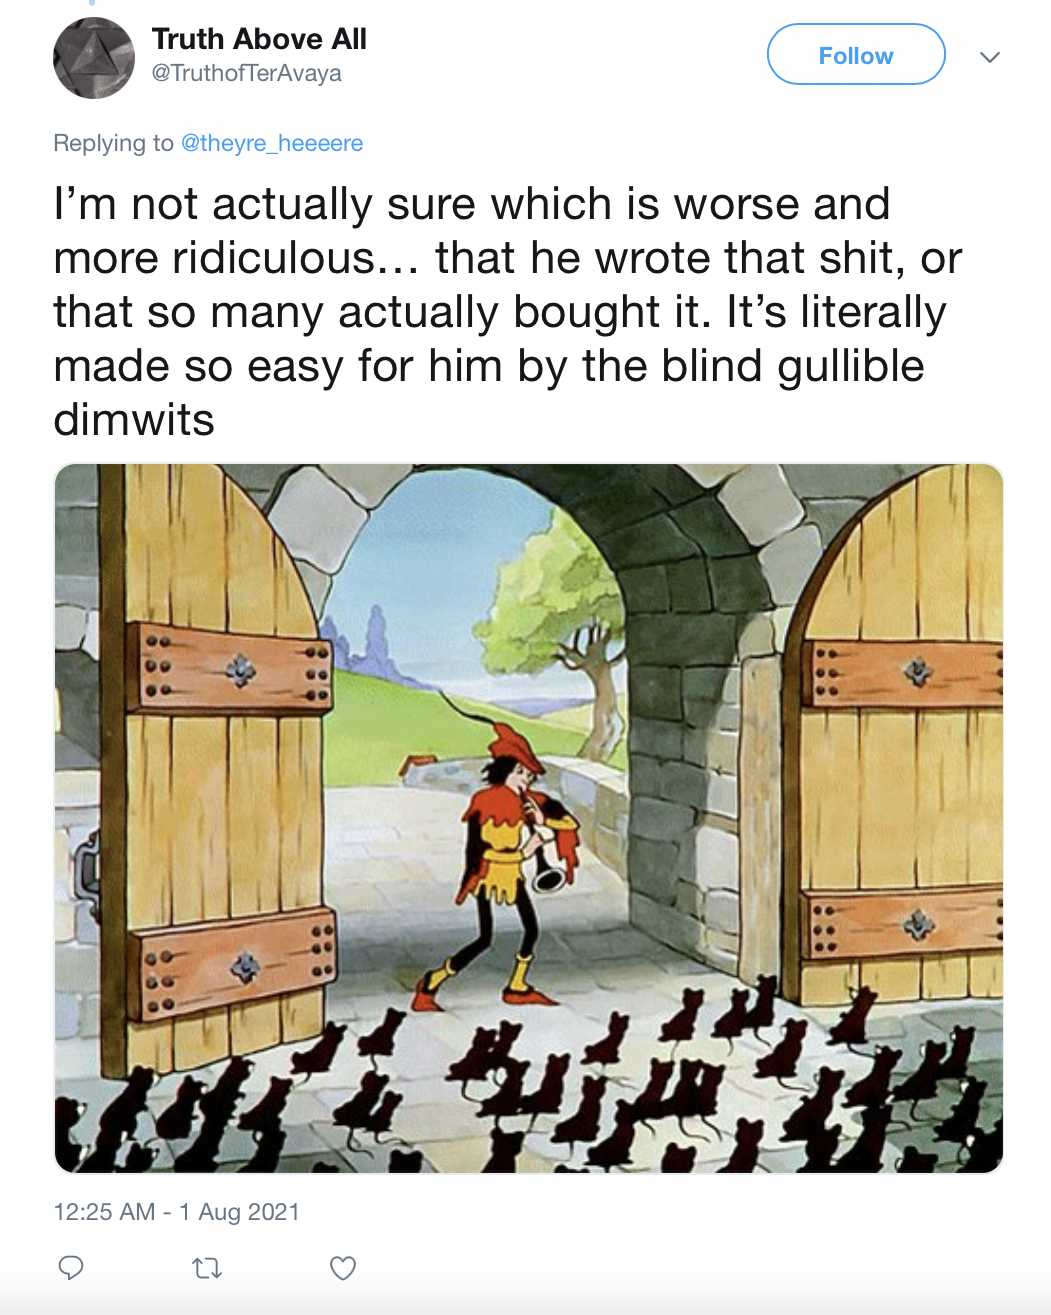 Truth Above All
@TruthofTerAvaya
Follow
Replying to @theyre_heeeere
I’m not actually sure which is worse and
more ridiculous… that he wrote that shit, or
that so many actually bought it. It’s literally
made so easy for him by the blind gullible
dimwits
12:25 AM - 1 Aug 2021